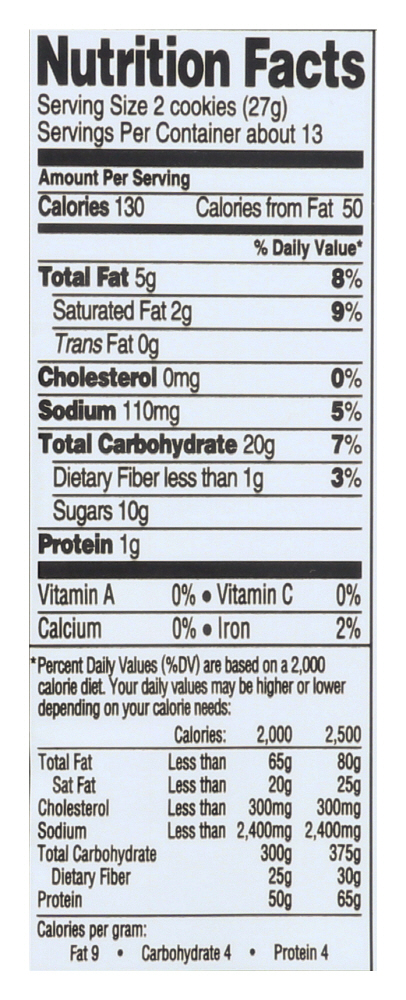 Nutrition Facts
Serving Size 2 cookies (27g)
Servings Per Container about 13
Amount Per Serving
Calories 130 Calories from Fat 50
% Daily Value*
Total Fat 5g 8%
Saturated Fat 2g 9%
Trans Fat 0g
Cholesterol 0mg 0%
Sodium 110mg 5%
Total Carbohydrate 20g 7%
Dietary Fiber less than 1g 3%
Sugars 10g
Protein 1g
Vitamin A 0% • Vitamin C 0%
Calcium 0% • Iron 2%
*Percent Daily Values (%DV) are based on a 2,000
calorie diet. Your daily values may be higher or lower
depending on your calorie needs:
Calories: 2,000 2,500
Total Fat Less than 65g 80g
Sat Fat Less than 20g 25g
Cholesterol Less than 300mg 300mg
Sodium Less than 2,400mg 2,400mg
Total Carbohydrate 300g 375g
Dietary Fiber 25g 30g
Protein 50g 65g
Calories per gram:
Fat 9 • Carbohydrate 4 • Protein 4